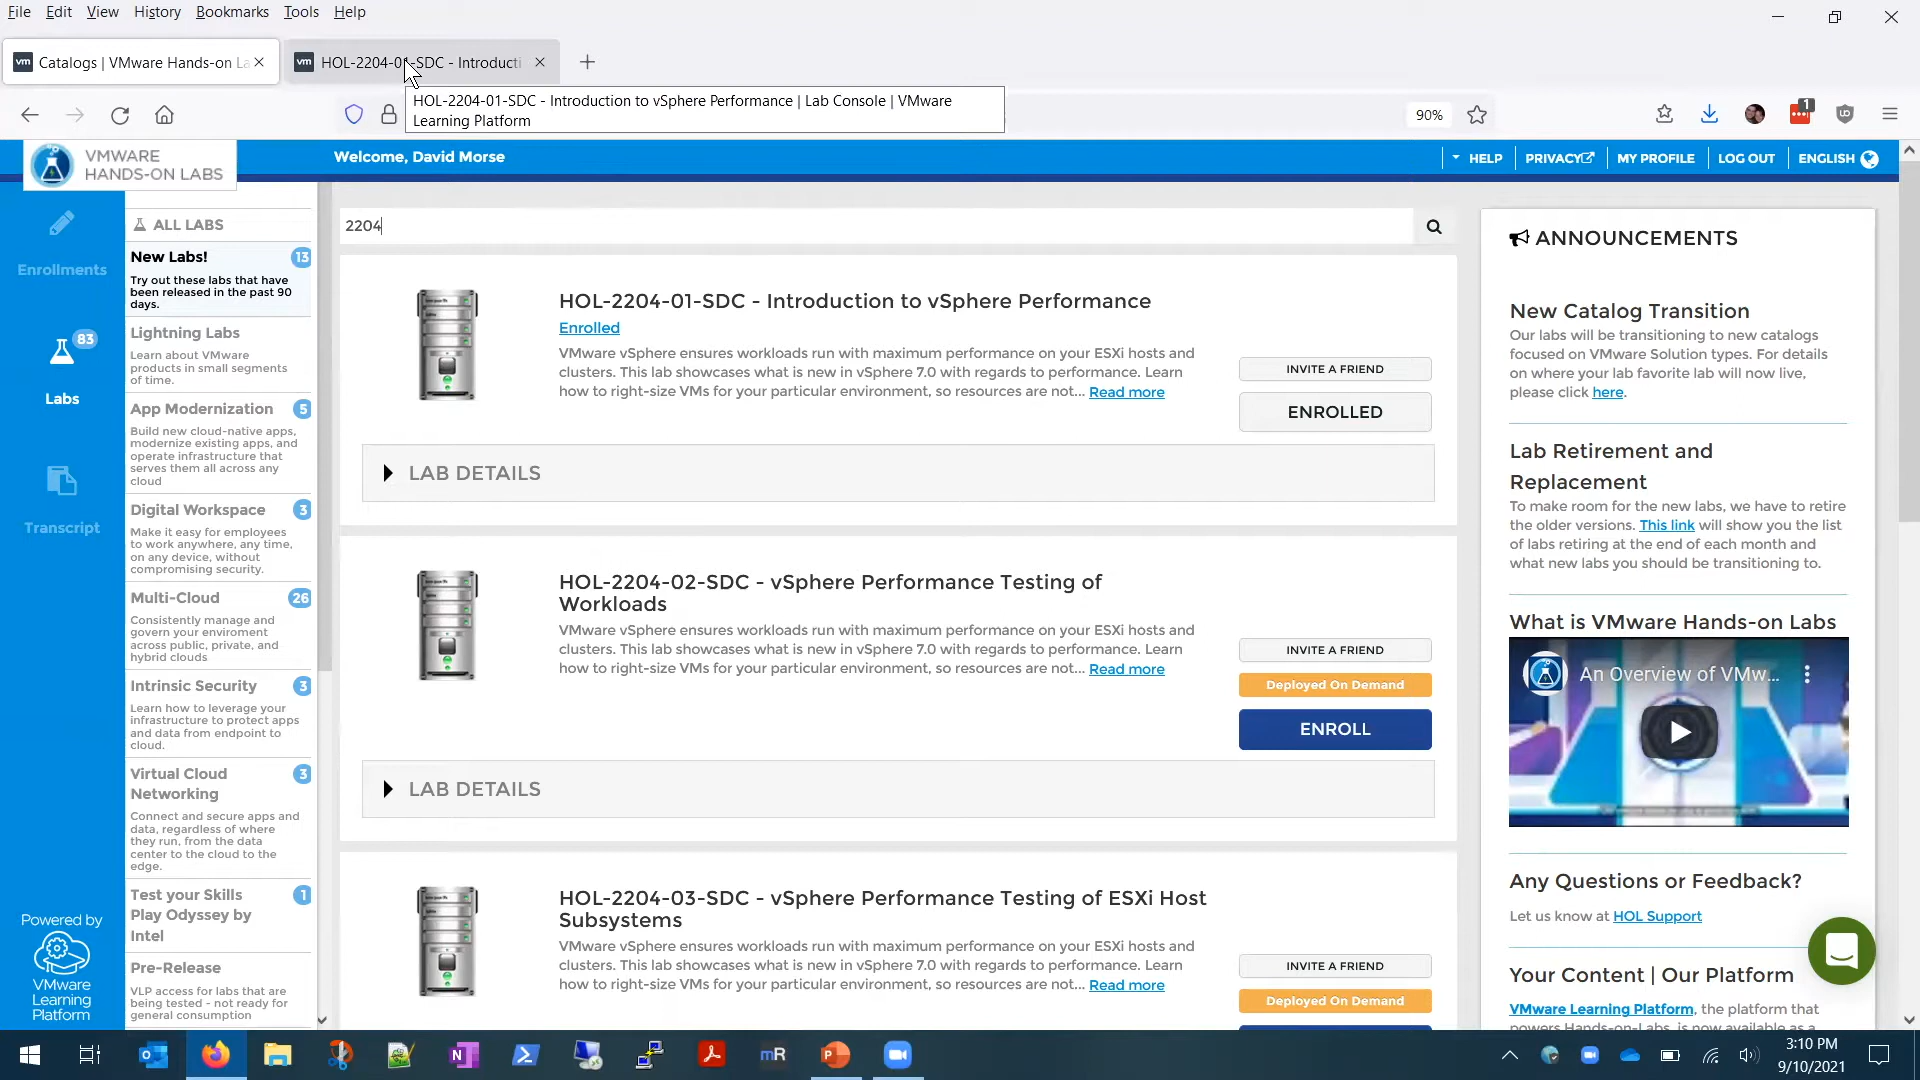 File Edit View History Bookmarks Tools Help
Catalogs | VMware Hands-on La
HOL-2204-01-SDC - Introducti
HOL-2204-01-SDC - Introduction to vSphere Performance | Lab Console | VMware
Learning Platform
90%
1
VMWARE
HANDS-ON LABS
Welcome, David Morse
HELP PRIVACY MY PROFILE LOG OUT ENGLISH
Enrollments
83
Labs
Transcript
Powered by
VMware
Learning
Platform
ALL LABS
New Labs! 13
Try out these labs that have
been released in the past 90
days.
Lightning Labs
Learn about VMware
products in small segments
of time.
App Modernization 5
Build new cloud-native apps,
modernize existing apps, and
operate infrastructure that
serves them all across any
cloud
Digital Workspace 3
Make it easy for employees
to work anywhere, any time,
on any device, without
compromising security.
Multi-Cloud 26
Consistently manage and
govern your enviroment
across public, private, and
hybrid clouds
Intrinsic Security 3
Learn how to leverage your
infrastructure to protect apps
and data from endpoint to
cloud.
Virtual Cloud 3
Networking
Connect and secure apps and
data, regardless of where
they run, from the data
center to the cloud to the
edge.
Test your Skills 1
Play Odyssey by
Intel
Pre-Release
VLP access for labs that are
being tested - not ready for
general consumption
2204
HOL-2204-01-SDC - Introduction to vSphere Performance
Enrolled
VMware vSphere ensures workloads run with maximum performance on your ESXi hosts and
clusters. This lab showcases what is new in vSphere 7.0 with regards to performance. Learn
how to right-size VMs for your particular environment, so resources are not... Read more
INVITE A FRIEND
ENROLLED
LAB DETAILS
HOL-2204-02-SDC - vSphere Performance Testing of
Workloads
VMware vSphere ensures workloads run with maximum performance on your ESXi hosts and
clusters. This lab showcases what is new in vSphere 7.0 with regards to performance. Learn
how to right-size VMs for your particular environment, so resources are not... Read more
INVITE A FRIEND
Deployed On Demand
ENROLL
LAB DETAILS
HOL-2204-03-SDC - vSphere Performance Testing of ESXi Host
Subsystems
VMware vSphere ensures workloads run with maximum performance on your ESXi hosts and
clusters. This lab showcases what is new in vSphere 7.0 with regards to performance. Learn
how to right-size VMs for your particular environment, so resources are not... Read more
INVITE A FRIEND
Deployed On Demand
ANNOUNCEMENTS
New Catalog Transition
Our labs will be transitioning to new catalogs
focused on VMware Solution types. For details
on where your lab favorite lab will now live,
please click here.
Lab Retirement and
Replacement
To make room for the new labs, we have to retire
the older versions. This link will show you the list
of labs retiring at the end of each month and
what new labs you should be transitioning to.
What is VMware Hands-on Labs
An Overview of VMw...
Any Questions or Feedback?
Let us know at HOL Support
Your Content | Our Platform
VMware Learning Platform, the platform that
powers Hands-on-Labs, is now available as a
mR
3:10 PM
9/10/2021